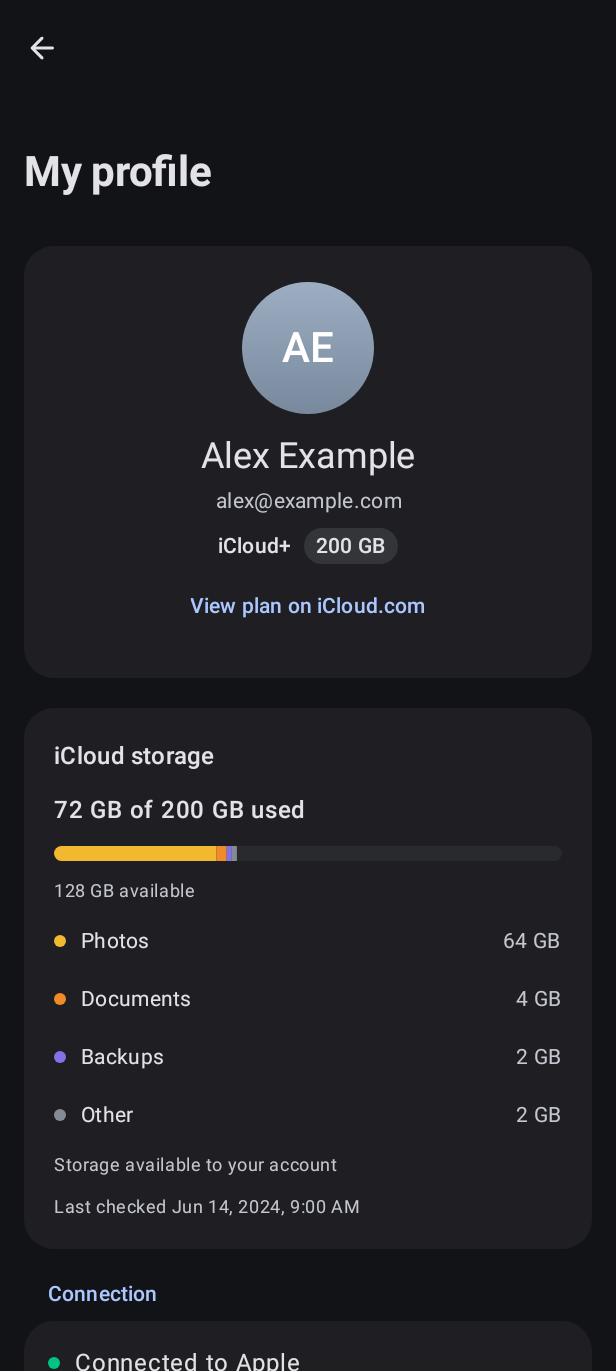 My profile
AE
Alex Example
alex@example.com
iCloud+ 200 GB
View plan on iCloud.com
iCloud storage
72 GB of 200 GB used
128 GB available
Photos 64 GB
Documents 4 GB
Backups 2 GB
Other 2 GB
Storage available to your account
Last checked Jun 14, 2024, 9:00 AM
Connection
Connected to Apple